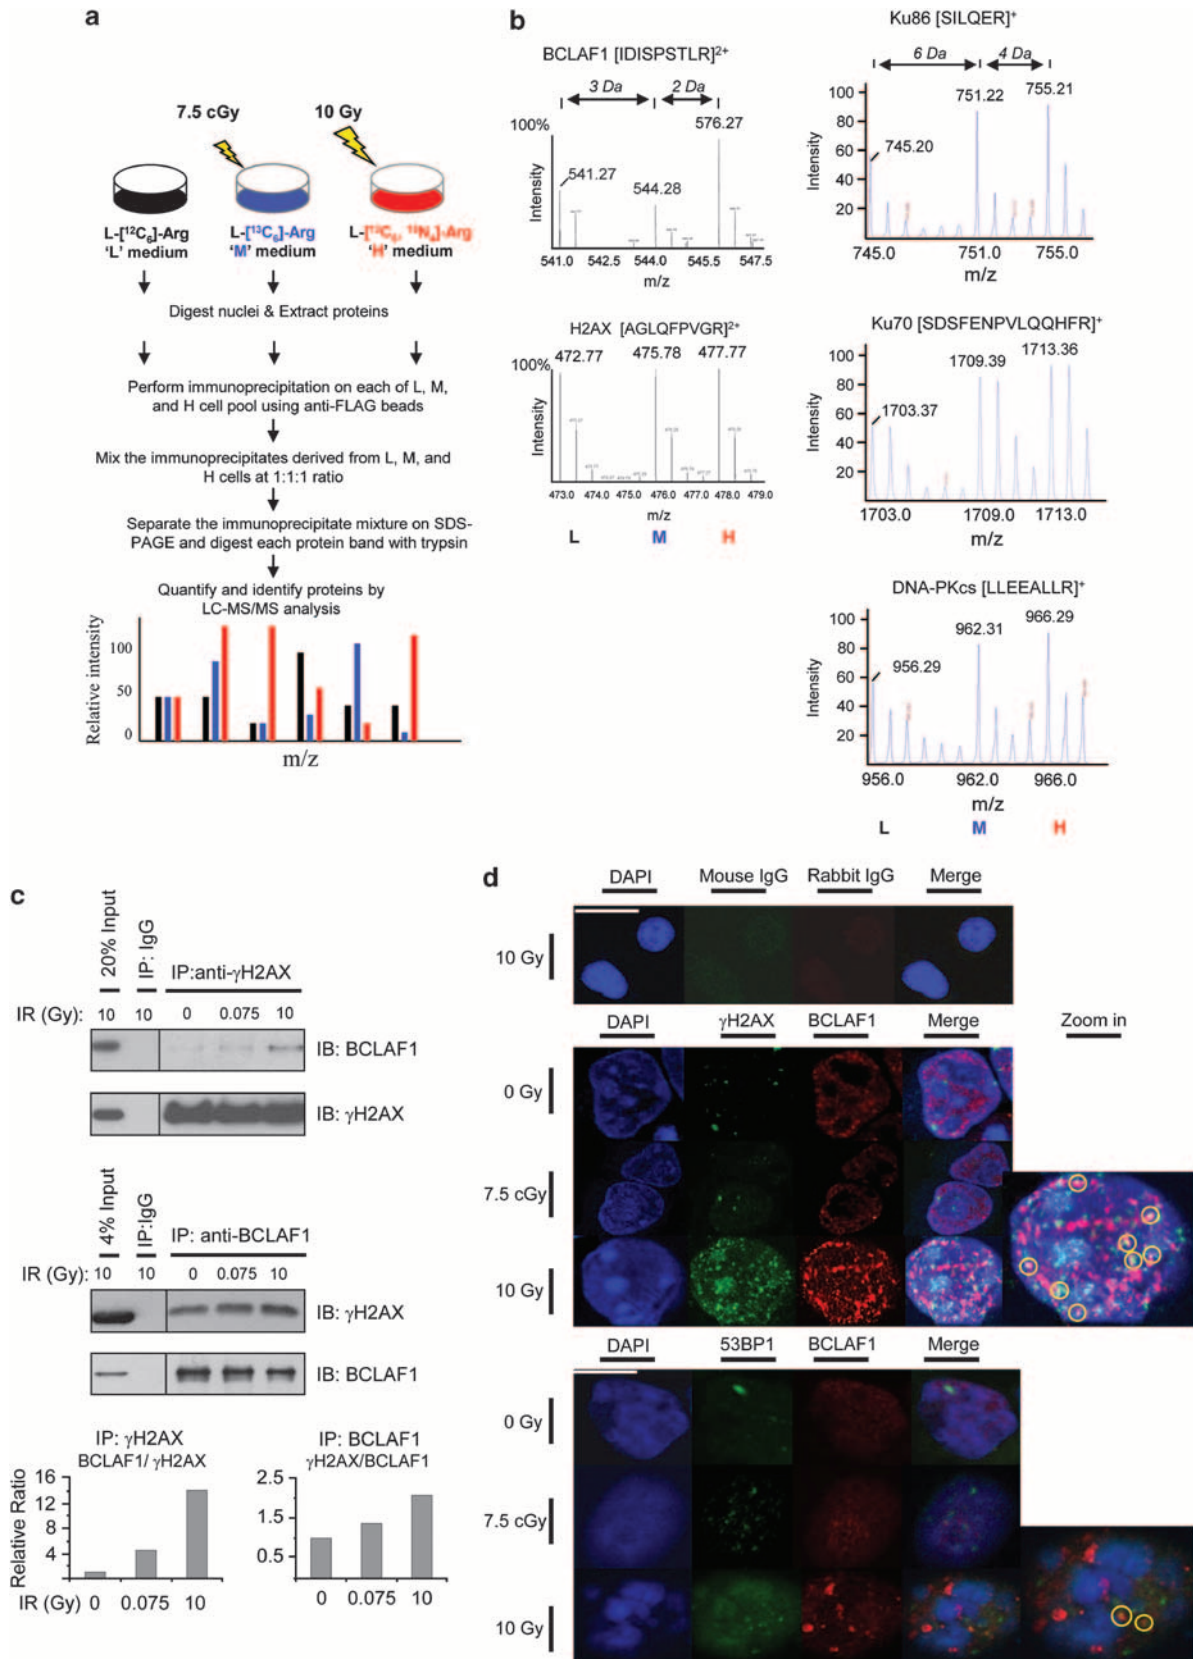 a
7.5 cGy
10 Gy
L-[¹²C₆]-Arg
'L' medium
L-[¹³C₆]-Arg
'M' medium
'H' medium
Digest nuclei & Extract proteins
Perform immunoprecipitation on each of L, M,
and H cell pool using anti-FLAG beads
Mix the immunoprecipitates derived from L, M, and
H cells at 1:1:1 ratio
Separate the immunoprecipitate mixture on SDS-
PAGE and digest each protein band with trypsin
Quantify and identify proteins by
LC-MS/MS analysis
Relative intensity
100
50
0
m/z
b
BCLAF1 [IDISPSTLR]²⁺
3 Da
2 Da
100%
Intensity
541.27
544.28
576.27
541.0 542.5 544.0 545.5 547.5
m/z
H2AX [AGLQFPVGR]²⁺
472.77 475.78 477.77
100%
Intensity
473.0 474.0 475.0 476.0 477.0 478.0 479.0
m/z
L M H
Ku86 [SILQER]⁺
6 Da
4 Da
Intensity
100
80
60
40
20
745.20
751.22
755.21
745.0 751.0 755.0
m/z
Ku70 [SDSFENPVLQQHFR]⁺
Intensity
100
80
60
40
20
1703.37
1709.39
1713.36
1703.0 1709.0 1713.0
m/z
DNA-PKcs [LLEEALLR]⁺
Intensity
100
80
60
40
20
956.29
962.31
966.29
956.0 962.0 966.0
m/z
L M H
c
20% Input
IP: IgG
IP:anti-γH2AX
IR (Gy): 10 10 0 0.075 10
IB: BCLAF1
IB: γH2AX
4% Input
IP:IgG
IP: anti-BCLAF1
IR (Gy): 10 10 0 0.075 10
IB: γH2AX
IB: BCLAF1
IP: γH2AX
BCLAF1/ γH2AX
Relative Ratio
16
12
8
4
IR (Gy) 0 0.075 10
IP: BCLAF1
γH2AX/BCLAF1
2.5
1.5
0.5
0 0.075 10
d
DAPI Mouse IgG Rabbit IgG Merge
10 Gy
DAPI γH2AX BCLAF1 Merge Zoom in
0 Gy
7.5 cGy
10 Gy
DAPI 53BP1 BCLAF1 Merge
0 Gy
7.5 cGy
10 Gy